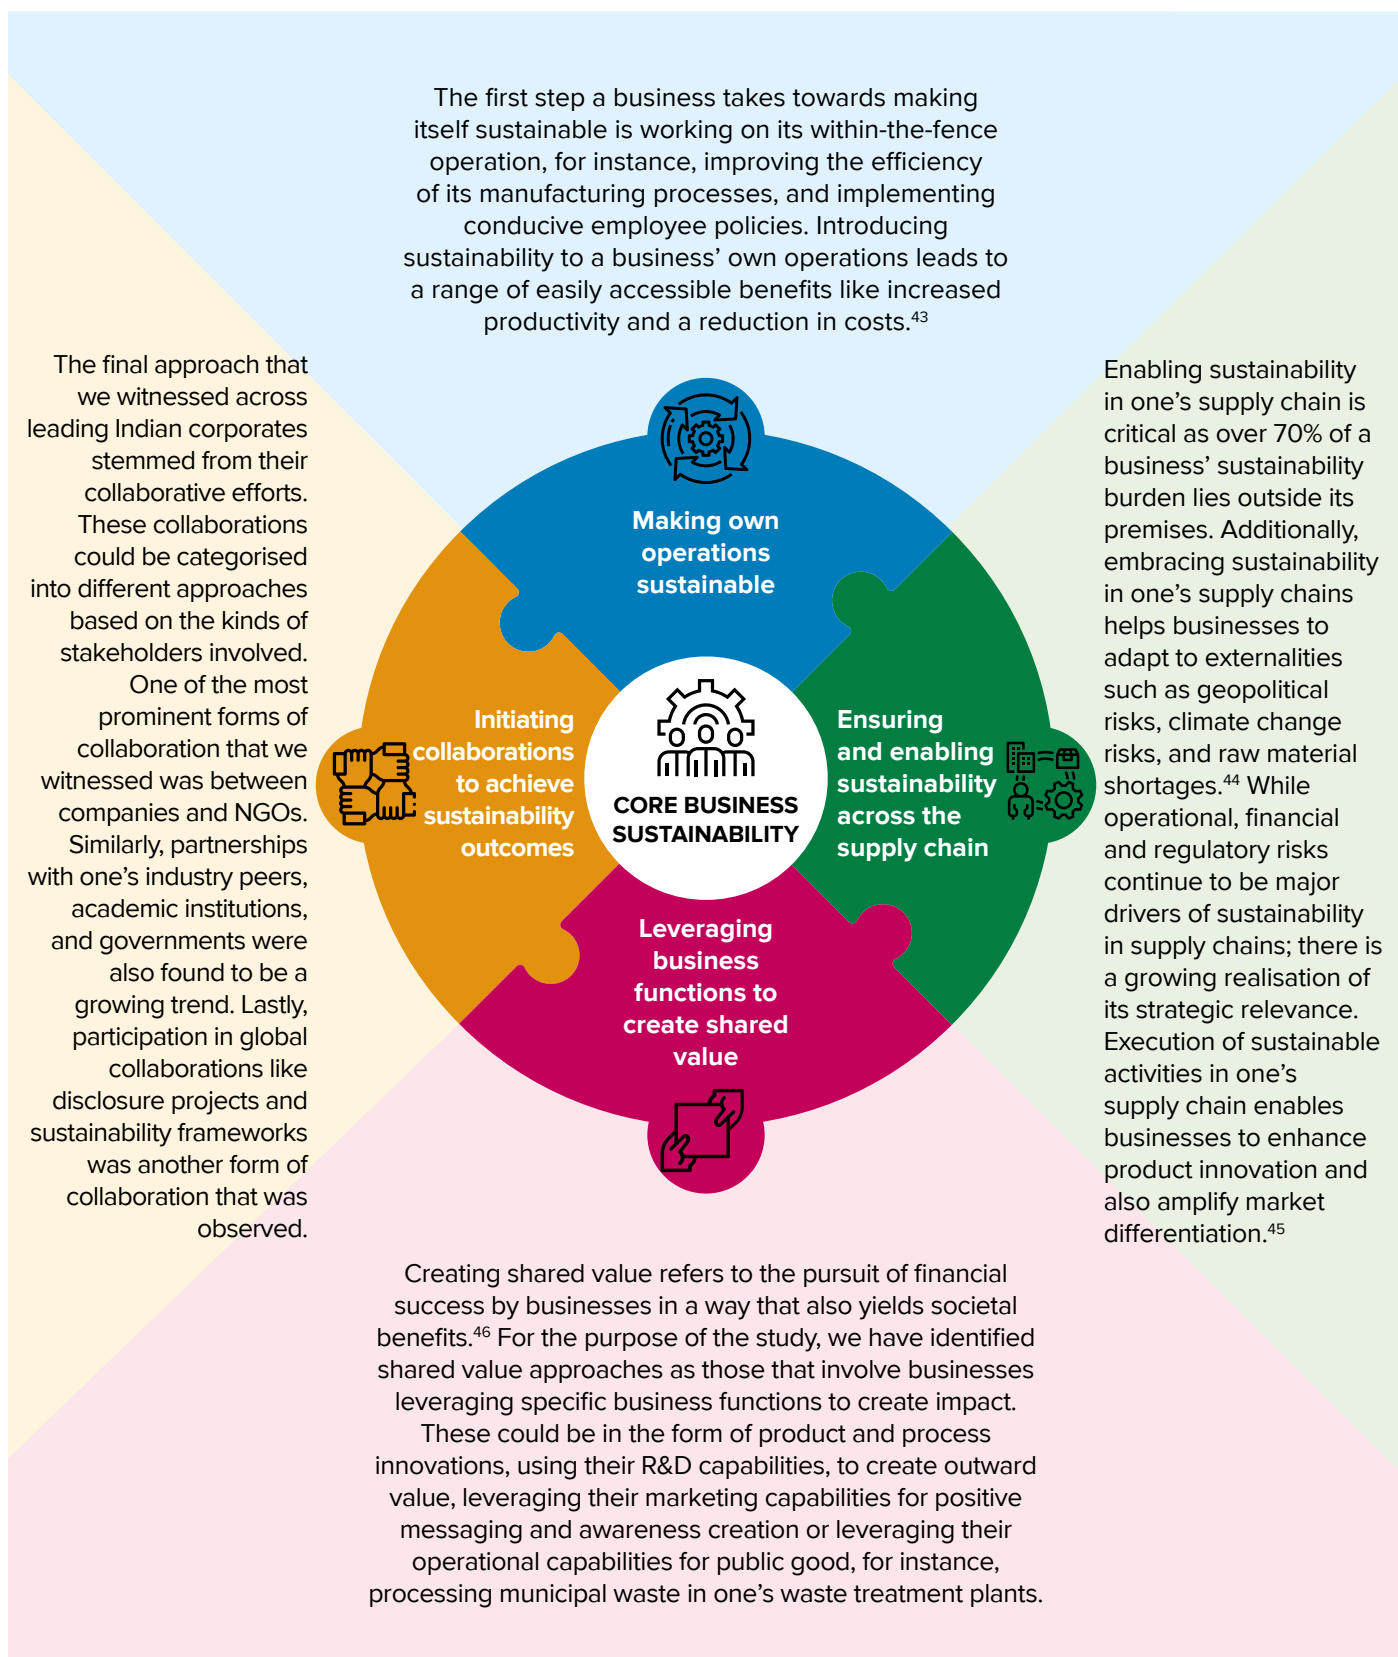 The first step a business takes towards making
itself sustainable is working on its within-the-fence
operation, for instance, improving the efficiency
of its manufacturing processes, and implementing
conducive employee policies. Introducing
sustainability to a business’ own operations leads to
a range of easily accessible benefits like increased
productivity and a reduction in costs.43
The final approach that
we witnessed across
leading Indian corporates
stemmed from their
collaborative efforts.
These collaborations
could be categorised
into different approaches
based on the kinds of
stakeholders involved.
One of the most
prominent forms of
collaboration that we
witnessed was between
companies and NGOs.
Similarly, partnerships
with one’s industry peers,
academic institutions,
and governments were
also found to be a
growing trend. Lastly,
participation in global
collaborations like
disclosure projects and
sustainability frameworks
was another form of
collaboration that was
observed.
Making own
operations
sustainable
Initiating
collaborations
to achieve
sustainability
outcomes
CORE BUSINESS
SUSTAINABILITY
Ensuring
and enabling
sustainability
across the
supply chain
Leveraging
business
functions to
create shared
value
Enabling sustainability
in one’s supply chain is
critical as over 70% of a
business’ sustainability
burden lies outside its
premises. Additionally,
embracing sustainability
in one’s supply chains
helps businesses to
adapt to externalities
such as geopolitical
risks, climate change
risks, and raw material
shortages.44 While
operational, financial
and regulatory risks
continue to be major
drivers of sustainability
in supply chains; there is
a growing realisation of
its strategic relevance.
Execution of sustainable
activities in one’s
supply chain enables
businesses to enhance
product innovation and
also amplify market
differentiation.45
Creating shared value refers to the pursuit of financial
success by businesses in a way that also yields societal
benefits.46 For the purpose of the study, we have identified
shared value approaches as those that involve businesses
leveraging specific business functions to create impact.
These could be in the form of product and process
innovations, using their R&D capabilities, to create outward
value, leveraging their marketing capabilities for positive
messaging and awareness creation or leveraging their
operational capabilities for public good, for instance,
processing municipal waste in one’s waste treatment plants.